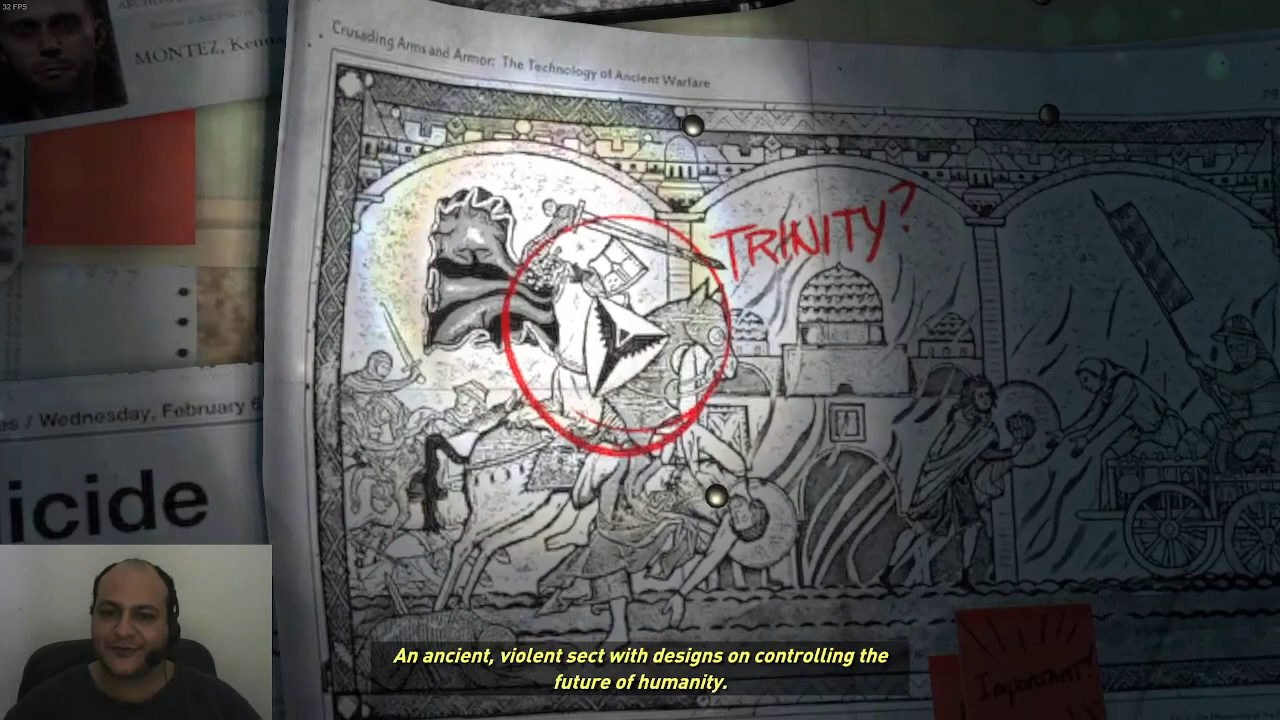 32 FPS
MONTEZ, Kenna
Crusading Arms and Armor: The Technology of Ancient Warfare
TRINITY?
es / Wednesday, February 6
icide
Important!
An ancient, violent sect with designs on controlling the
future of humanity.